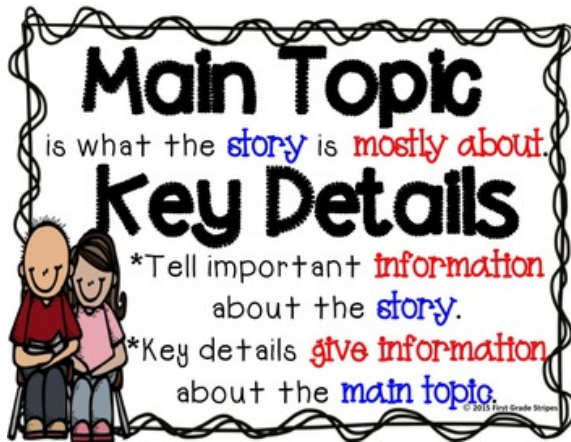 Main Topic
is what the story is mostly about.
Key Details
*Tell important information
about the story.
*Key details give information
about the main topic.
© 2015 First Grade Stripes